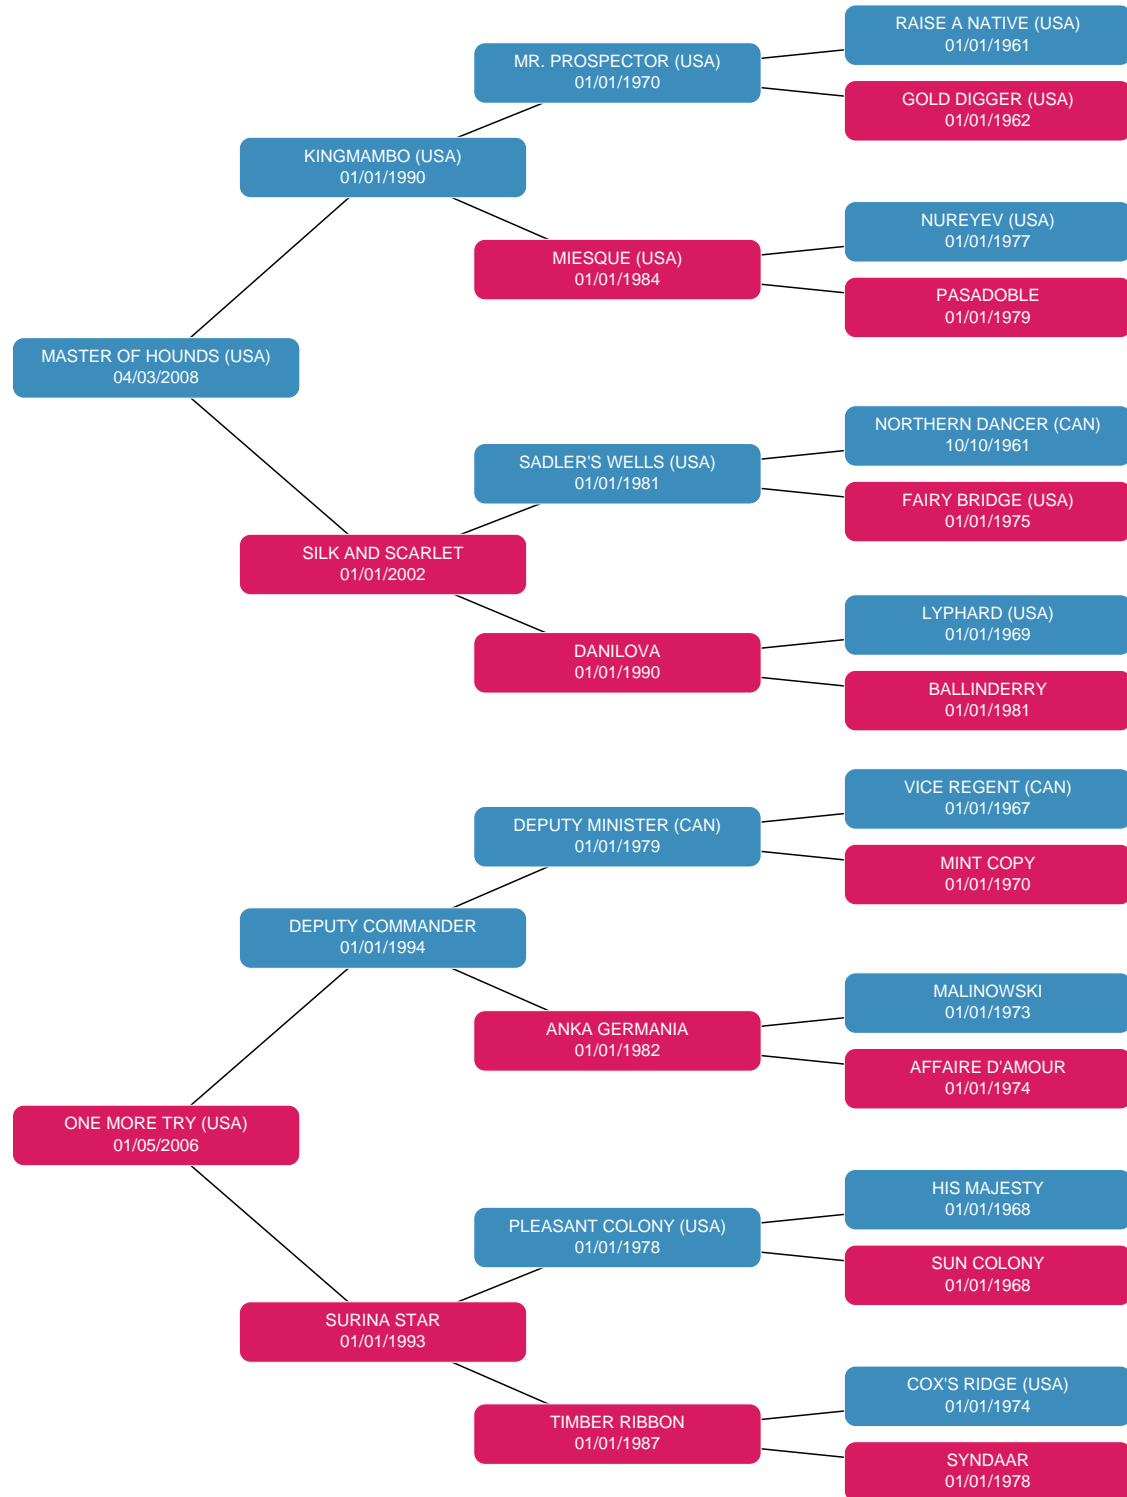 RAISE A NATIVE (USA)
01/01/1961
MR. PROSPECTOR (USA)
01/01/1970
GOLD DIGGER (USA)
01/01/1962
KINGMAMBO (USA)
01/01/1990
NUREYEV (USA)
01/01/1977
MIESQUE (USA)
01/01/1984
PASADOBLE
01/01/1979
MASTER OF HOUNDS (USA)
04/03/2008
NORTHERN DANCER (CAN)
10/10/1961
SADLER'S WELLS (USA)
01/01/1981
FAIRY BRIDGE (USA)
01/01/1975
SILK AND SCARLET
01/01/2002
LYPHARD (USA)
01/01/1969
DANILOVA
01/01/1990
BALLINDERRY
01/01/1981
VICE REGENT (CAN)
01/01/1967
DEPUTY MINISTER (CAN)
01/01/1979
MINT COPY
01/01/1970
DEPUTY COMMANDER
01/01/1994
MALINOWSKI
01/01/1973
ANKA GERMANIA
01/01/1982
AFFAIRE D'AMOUR
01/01/1974
ONE MORE TRY (USA)
01/05/2006
HIS MAJESTY
01/01/1968
PLEASANT COLONY (USA)
01/01/1978
SUN COLONY
01/01/1968
SURINA STAR
01/01/1993
COX'S RIDGE (USA)
01/01/1974
TIMBER RIBBON
01/01/1987
SYNDAAR
01/01/1978